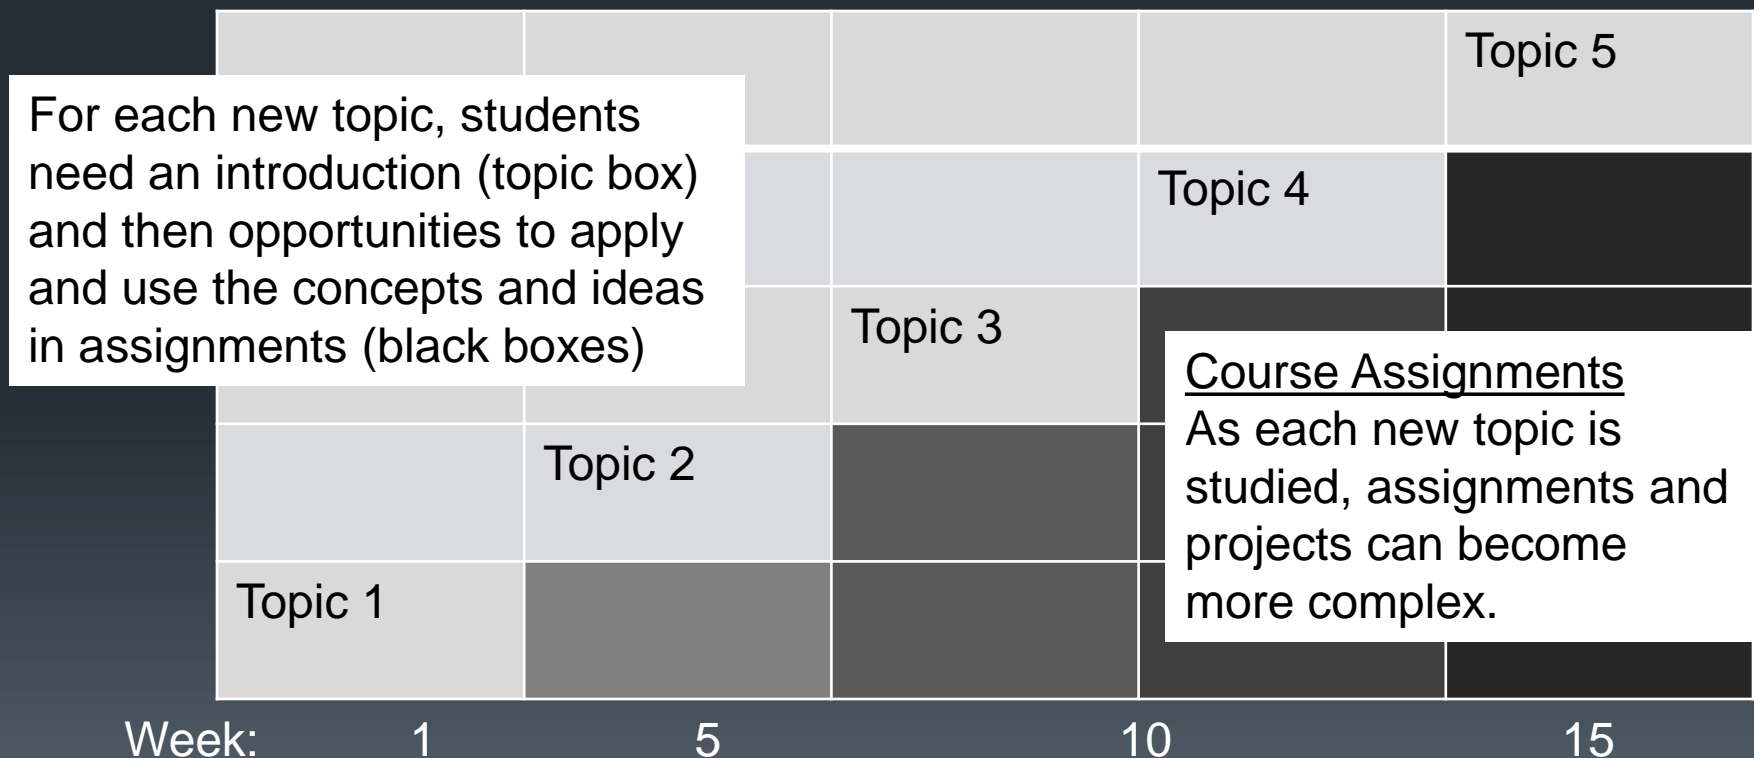 Topic 5
For each new topic, students
need an introduction (topic box)
and then opportunities to apply
and use the concepts and ideas
in assignments (black boxes)
Topic 4
Topic 3
Course Assignments
As each new topic is
studied, assignments and
projects can become
more complex.
Topic 2
Topic 1
Week: 1 5 10 15